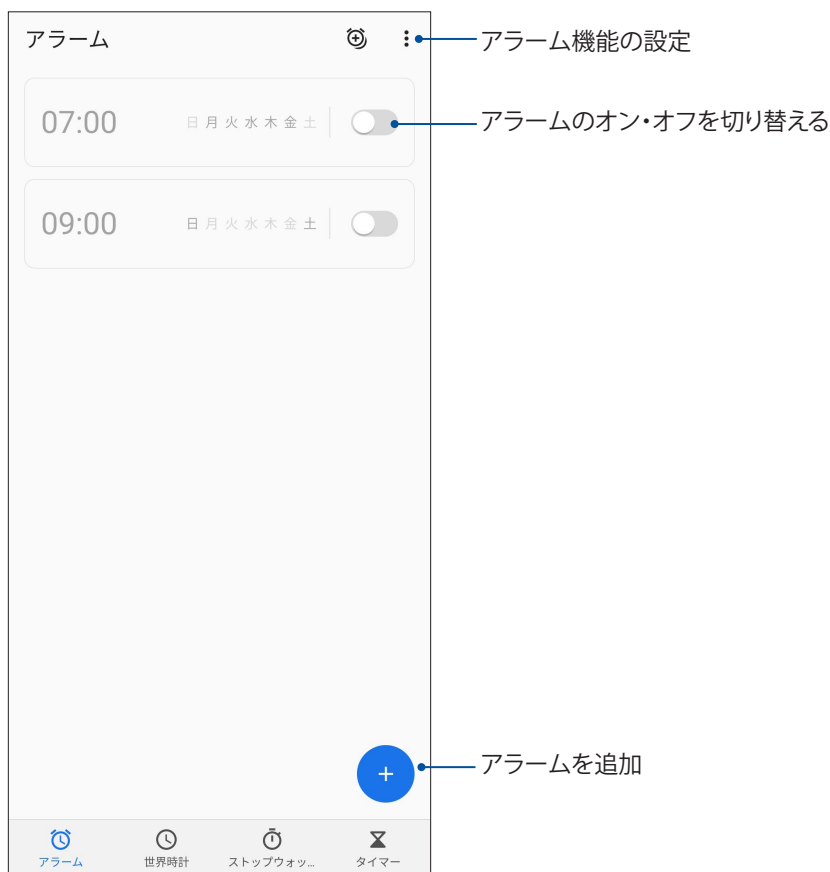 アラーム
アラーム機能の設定
07:00 日 月 火 水 木 金 土
アラームのオン・オフを切り替える
09:00 日 月 火 水 木 金 土
アラームを追加
アラーム 世界時計 ストップウォッ... タイマー